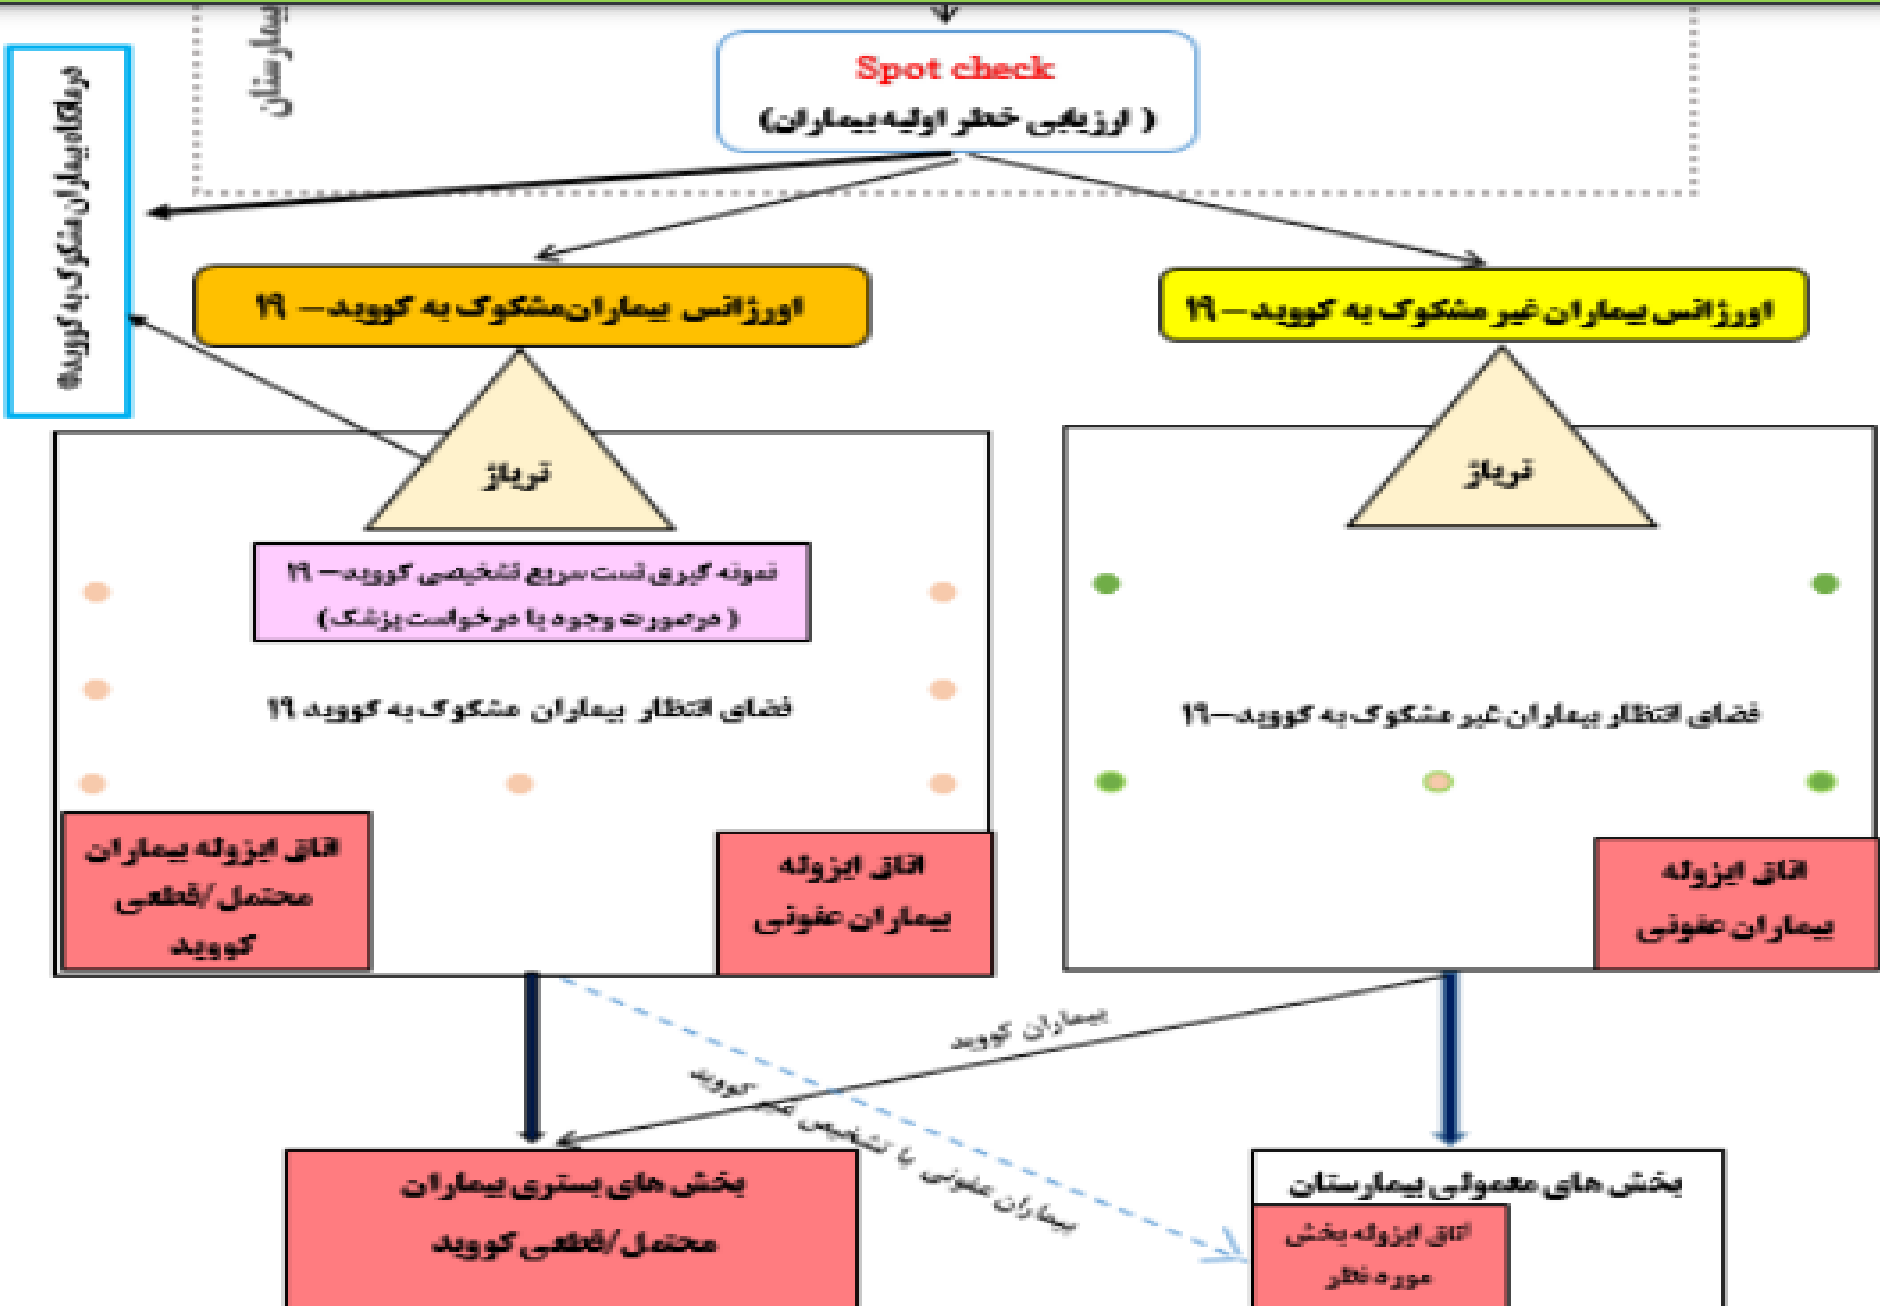 بیمارستان
Spot check
( ارزیابی خطر اولیه بیماران)
درمانگاه بیماران مشکوک به کووید
اورژانس بیماران مشکوک به کووید – ۱۹
اورژانس بیماران غیر مشکوک به کووید – ۱۹
تریاژ
تریاژ
نمونه گیری تست سریع تشخیصی کووید – ۱۹
( درصورت وجود یا درخواست پزشک)
فضای انتظار بیماران مشکوک به کووید ۱۹
فضای انتظار بیماران غیر مشکوک به کووید – ۱۹
اتاق ایزوله بیماران
محتمل /قطعی
کووید
اتاق ایزوله
بیماران عفونی
اتاق ایزوله
بیماران عفونی
بیماران کووید
بیماران عفونی با تشخیص غیر کووید
بخش های بستری بیماران
محتمل /قطعی کووید
بخش های معمولی بیمارستان
اتاق ایزوله بخش
مورد نظر